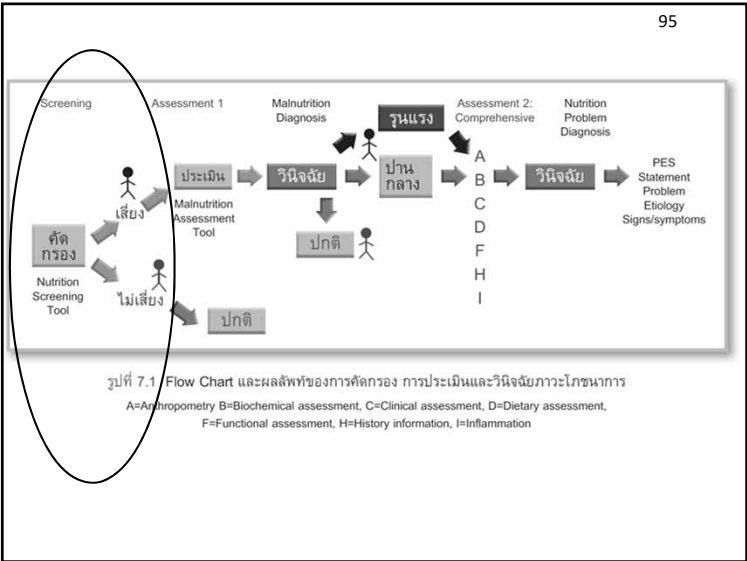 95
Screening
Assessment 1
Malnutrition
Diagnosis
รุนแรง
Assessment 2:
Comprehensive
Nutrition
Problem
Diagnosis
คัด
กรอง
Nutrition
Screening
Tool
เสี่ยง
ไม่เสี่ยง
ประเมิน
Malnutrition
Assessment
Tool
ปกติ
วินิจฉัย
ปกติ
ปาน
กลาง
A
B
C
D
F
H
I
วินิจฉัย
PES
Statement
Problem
Etiology
Signs/symptoms
รูปที่ 7.1 Flow Chart และผลลัพท์ของการคัดกรอง การประเมินและวินิจฉัยภาวะโภชนาการ
A=Anthropometry B=Biochemical assessment, C=Clinical assessment, D=Dietary assessment,
F=Functional assessment, H=History information, I=Inflammation